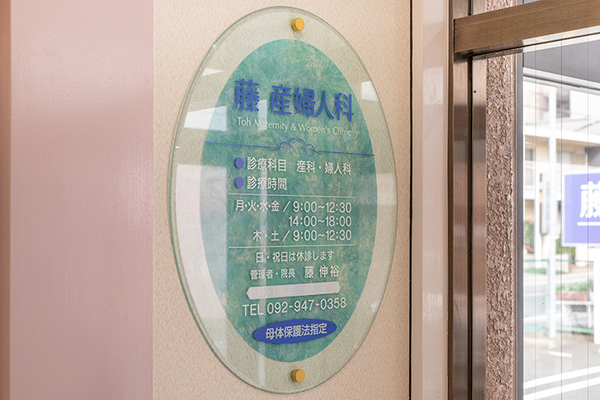 藤 産婦人科
Toh Maternity & Women's Clinic
●診療科目 産科・婦人科
●診療時間
月・火・水・金／9:00~12:30
14:00~18:00
木・土／9:00~12:30
日・祝日は休診します
管理者・院長 藤 伸裕
TEL 092-947-0358
母体保護法指定
藤